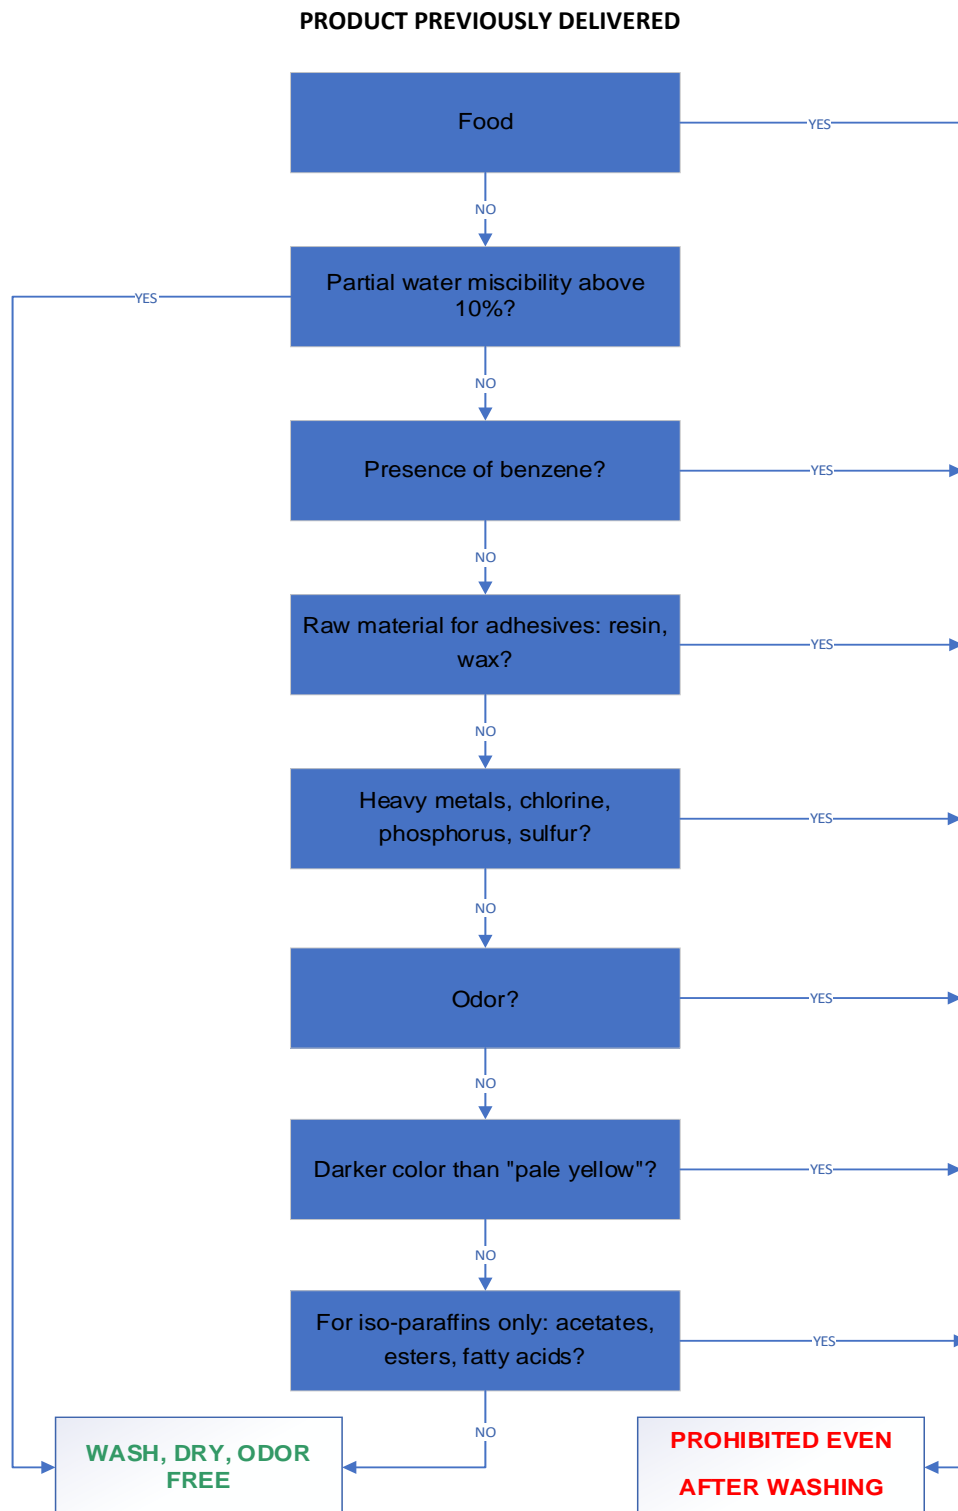 PRODUCT PREVIOUSLY DELIVERED
Food
YES
NO
Partial water miscibility above
10%?
YES
NO
Presence of benzene?
YES
NO
Raw material for adhesives: resin,
wax?
YES
NO
Heavy metals, chlorine,
phosphorus, sulfur?
YES
NO
Odor?
YES
NO
Darker color than "pale yellow"?
YES
NO
For iso-paraffins only: acetates,
esters, fatty acids?
YES
NO
WASH, DRY, ODOR
FREE
PROHIBITED EVEN
AFTER WASHING